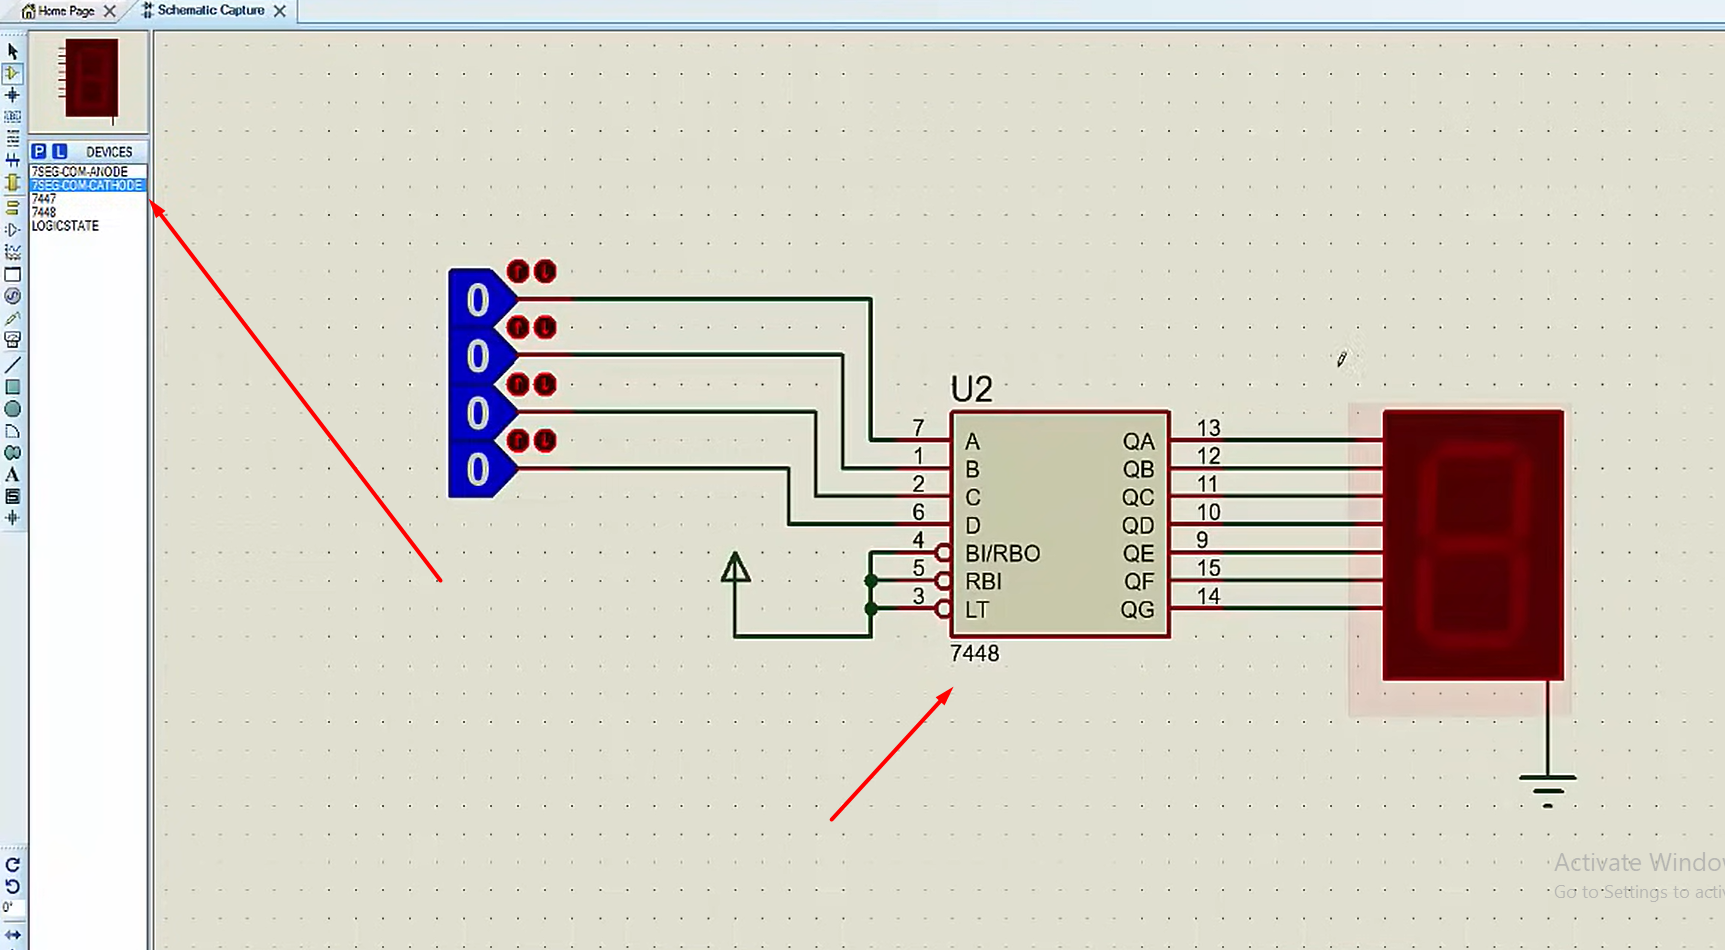 Home Page
Schematic Capture
P L DEVICES
7SEG-COM-ANODE
7SEG-COM-CATHODE
7447
7448
LOGICSTATE
0
0
0
0
U2
7 A QA 13
1 B QB 12
2 C QC 11
6 D QD 10
4 BI/RBO QE 9
5 RBI QF 15
3 LT QG 14
7448
A
0°
Activate Windo
Go to Settings to acti